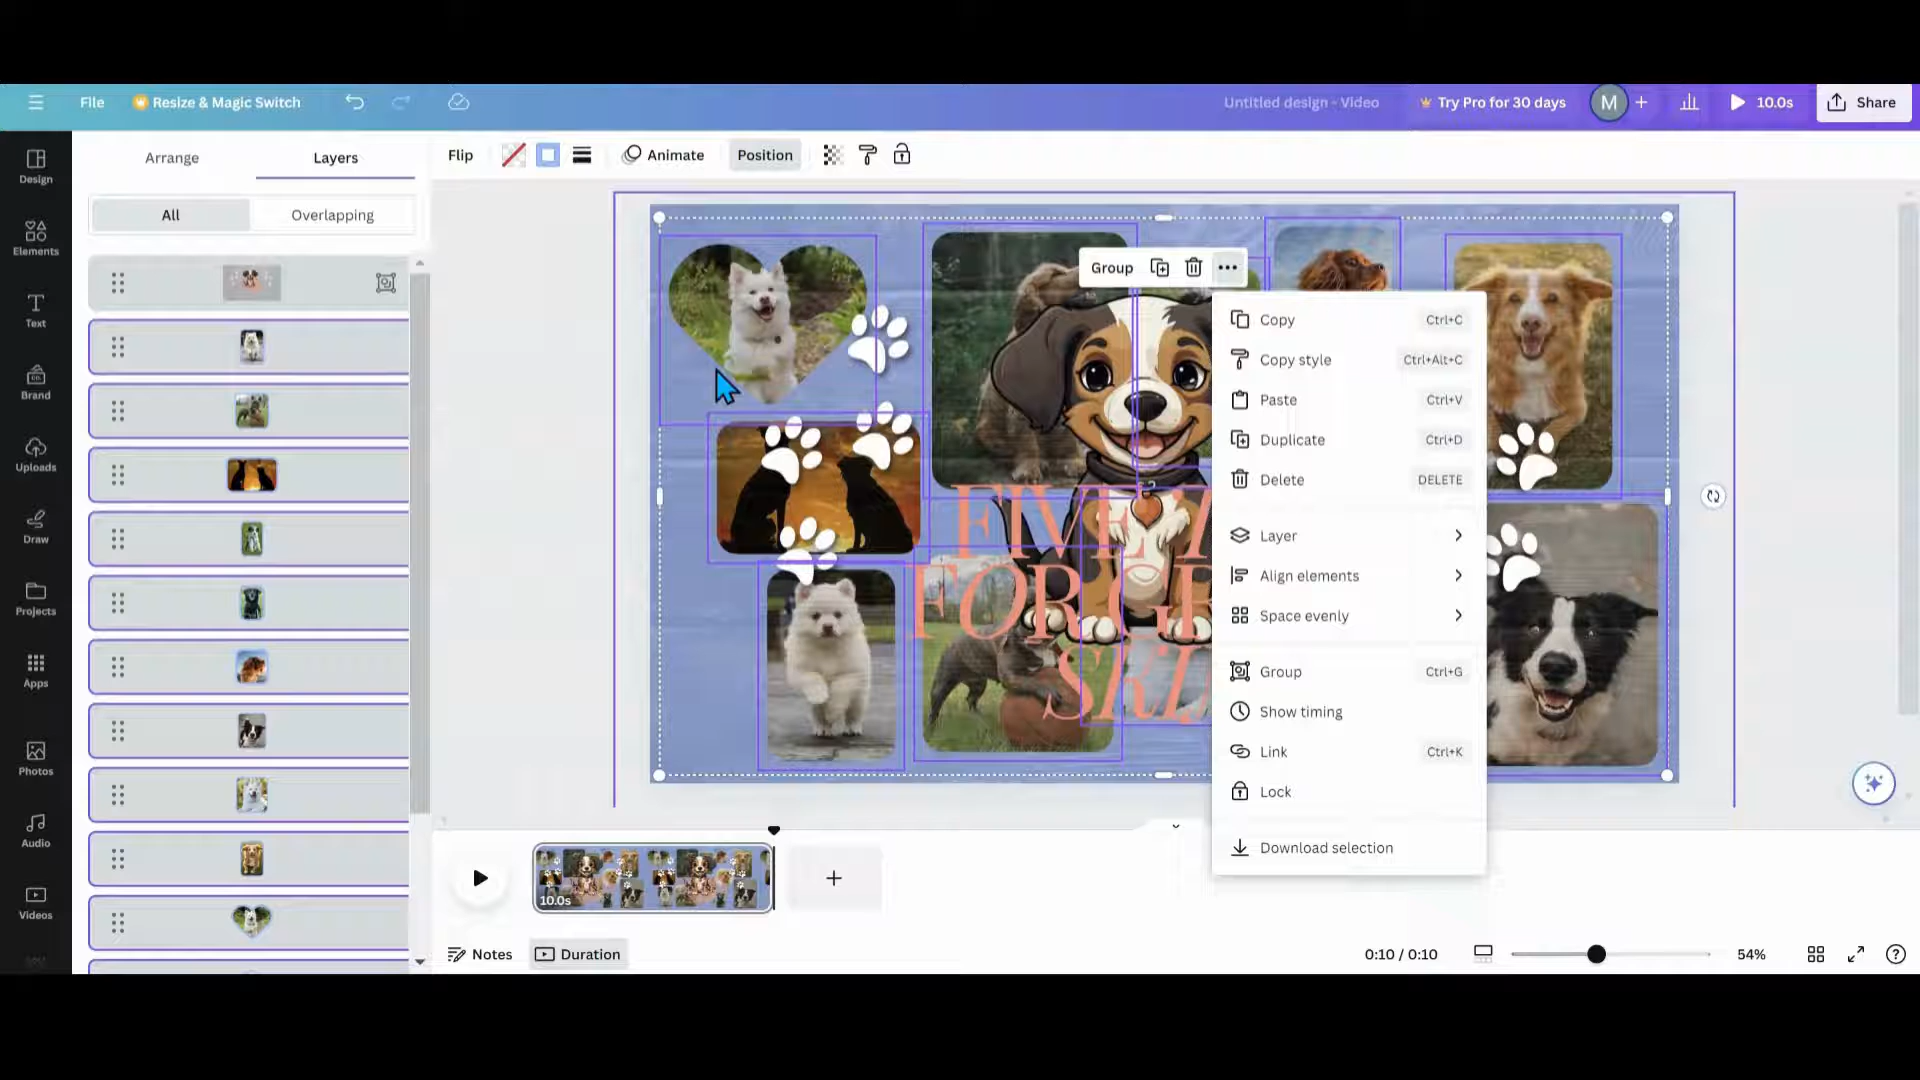 File
Resize & Magic Switch
Untitled design - Video
Try Pro for 30 days
M
10.0s
Share
Design
Elements
Text
Brand
Uploads
Draw
Projects
Apps
Photos
Audio
Videos
Arrange
Layers
All
Overlapping
Flip
Animate
Position
Group
FIVE
FOR
Copy Ctrl+C
Copy style Ctrl+Alt+C
Paste Ctrl+V
Duplicate Ctrl+D
Delete DELETE
Layer
Align elements
Space evenly
Group Ctrl+G
Show timing
Link Ctrl+K
Lock
Download selection
10.0s
Notes
Duration
0:10 / 0:10
54%